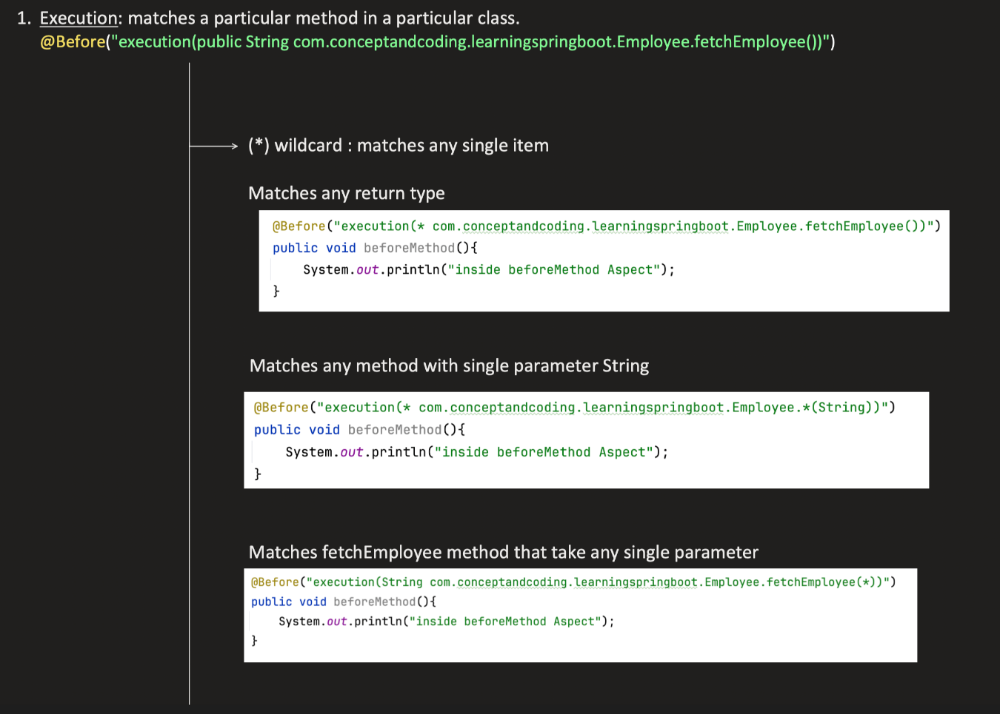 1. Execution: matches a particular method in a particular class.
@Before("execution(public String com.conceptandcoding.learningspringboot.Employee.fetchEmployee())")
(*) wildcard : matches any single item
Matches any return type
@Before("execution(* com.conceptandcoding.learningspringboot.Employee.fetchEmployee())")
public void beforeMethod(){
System.out.println("inside beforeMethod Aspect");
}
Matches any method with single parameter String
@Before("execution(* com.conceptandcoding.learningspringboot.Employee.*(String))")
public void beforeMethod(){
System.out.println("inside beforeMethod Aspect");
}
Matches fetchEmployee method that take any single parameter
@Before("execution(String com.conceptandcoding.learningspringboot.Employee.fetchEmployee(*))")
public void beforeMethod(){
System.out.println("inside beforeMethod Aspect");
}